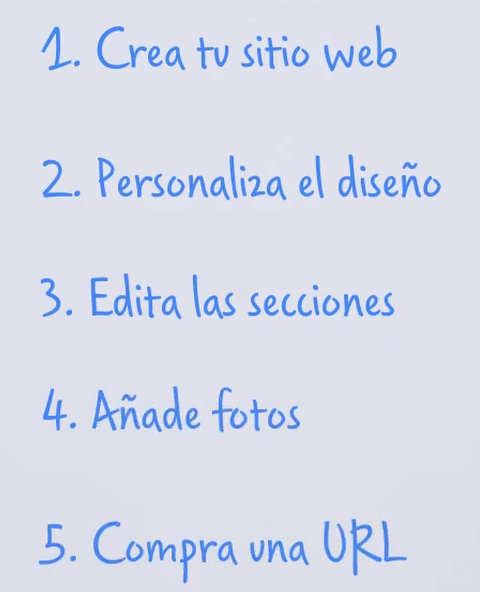 1. Crea tu sitio web
2. Personaliza el diseño
3. Edita las secciones
4. Añade fotos
5. Compra una URL